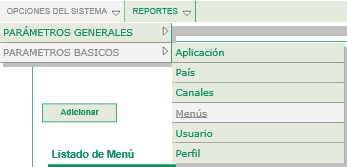 OPCIONES DEL SISTEMA REPORTES
PARÁMETROS GENERALES
PARAMETROS BASICOS
Aplicación
País
Canales
Menús
Usuario
Perfil
Adicionar
Listado de Menú